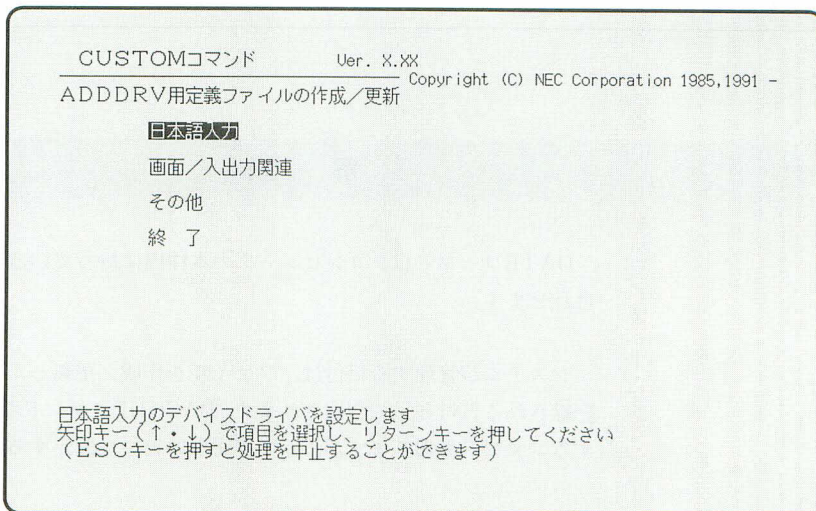 CUSTOMコマンド Ver. X.XX
Copyright (C) NEC Corporation 1985,1991 -
ADDDRV用定義ファイルの作成/更新
日本語入力
画面/入出力関連
その他
終 了
日本語入力のデバイスドライバを設定します
矢印キー(↑・↓)で項目を選択し、リターンキーを押してください
(ESCキーを押すと処理を中止することができます)